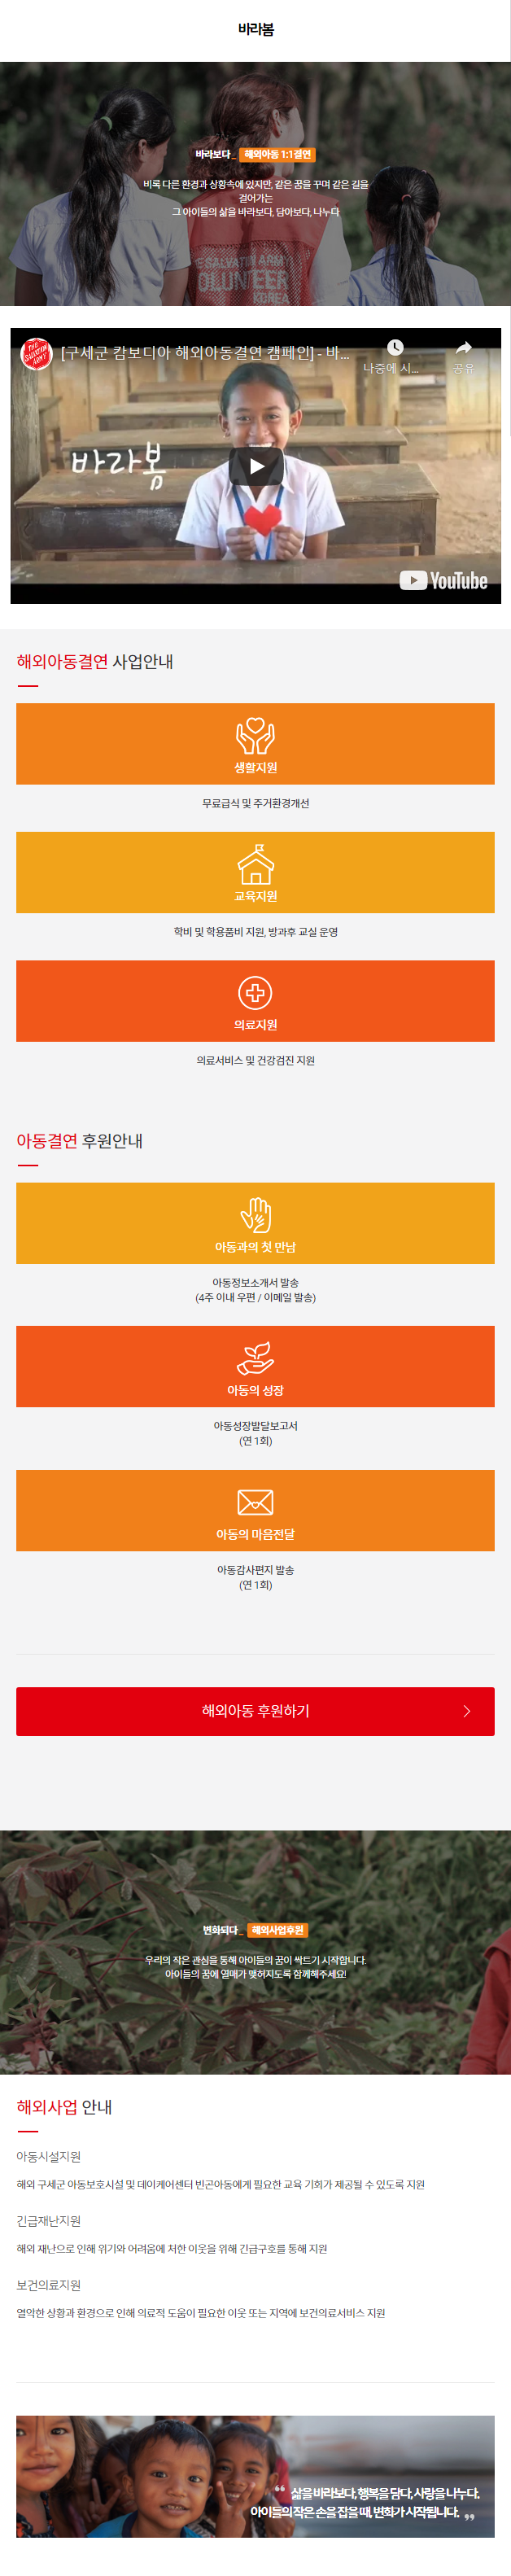 바라봄
바라보다_ 해외아동 1:1결연
비록 다른 환경과 상황속에 있지만, 같은 꿈을 꾸며 같은 길을
걸어가는
그 아이들의 삶을 바라보다, 담아보다, 나누다
THE SALVATION ARMY
VOLUNTEER
KOREA
THE SALVATION ARMY
[구세군 캄보디아 해외아동결연 캠페인] - 바...
나중에 시...
공유
바라봄
YouTube
해외아동결연 사업안내
생활지원
무료급식 및 주거환경개선
교육지원
학비 및 학용품비 지원, 방과후 교실 운영
의료지원
의료서비스 및 건강검진 지원
아동결연 후원안내
아동과의 첫 만남
아동정보소개서 발송
(4주 이내 우편 / 이메일 발송)
아동의 성장
아동성장발달보고서
(연 1회)
아동의 마음전달
아동감사편지 발송
(연 1회)
해외아동 후원하기
변화되다_ 해외사업후원
우리의 작은 관심을 통해 아이들의 꿈이 싹트기 시작합니다.
아이들의 꿈에 열매가 맺혀지도록 함께해주세요!
해외사업 안내
아동시설지원
해외 구세군 아동보호시설 및 데이케어센터 빈곤아동에게 필요한 교육 기회가 제공될 수 있도록 지원
긴급재난지원
해외 재난으로 인해 위기와 어려움에 처한 이웃을 위해 긴급구호를 통해 지원
보건의료지원
열악한 상황과 환경으로 인해 의료적 도움이 필요한 이웃 또는 지역에 보건의료서비스 지원
“ 삶을 바라보다, 행복을 담다, 사랑을 나누다.
아이들의 작은 손을 잡을 때, 변화가 시작됩니다. ”